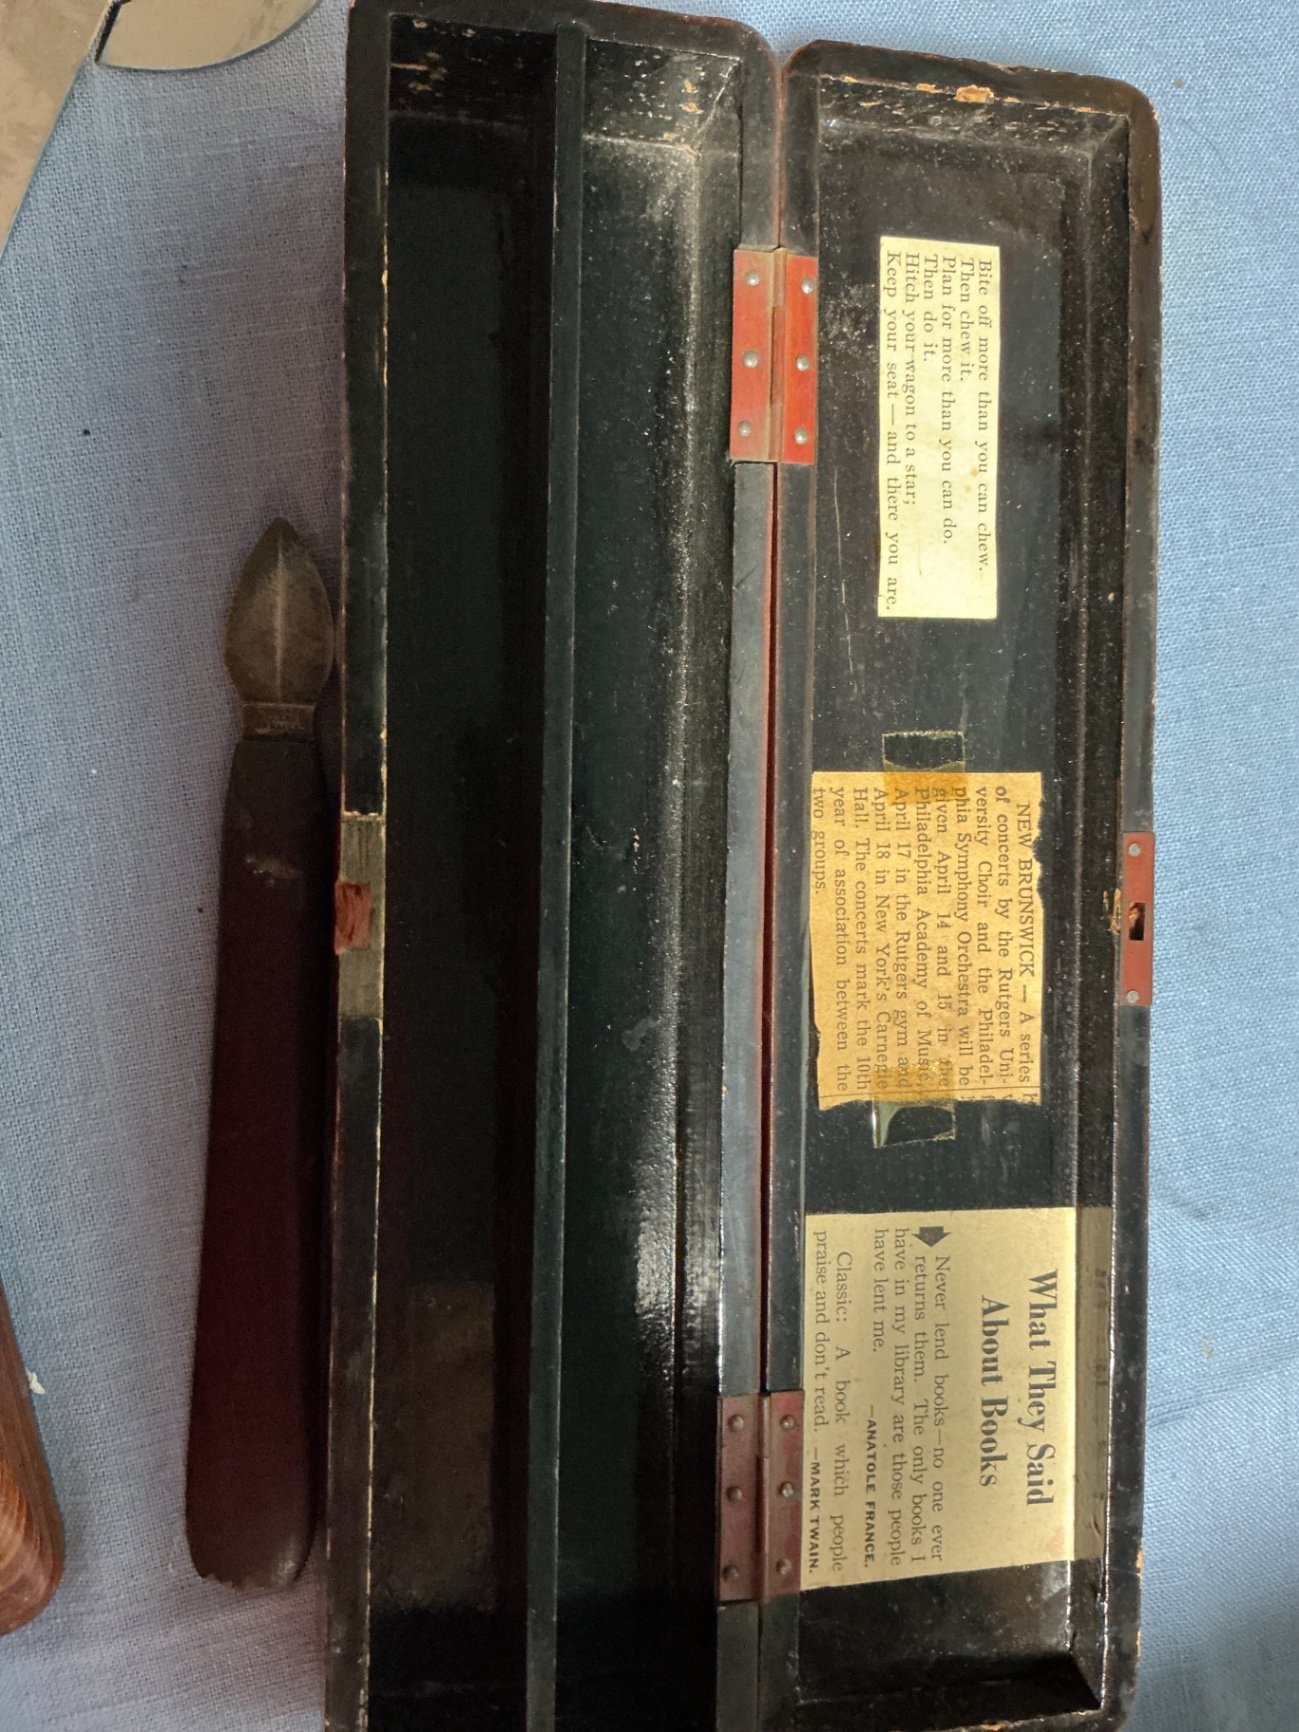 Bite off more than you can chew.
Then chew it.
Plan for more than you can do.
Then do it.
Hitch your wagon to a star;
Keep your seat—and there you are.
NEW BRUNSWICK — A series
of concerts by the Rutgers Uni-
versity Choir and the Philadel-
phia Symphony Orchestra will be
given April 14 and 15 in the
Philadelphia Academy of Music,
April 17 in the Rutgers gym and
April 18 in New York's Carnegie
Hall. The concerts mark the 10th
year of association between the
two groups.
What They Said
About Books
Never lend books—no one ever
returns them. The only books I
have in my library are those people
have lent me.
—ANATOLE FRANCE.
Classic: A book which people
praise and don't read. —MARK TWAIN.